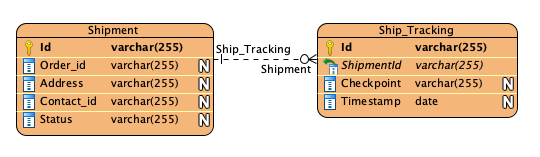 Shipment
Id varchar(255)
Order_id varchar(255) N
Address varchar(255) N
Contact_id varchar(255) N
Status varchar(255) N
Ship_Tracking
Shipment
Ship_Tracking
Id varchar(255)
ShipmentId varchar(255)
Checkpoint varchar(255) N
Timestamp date N